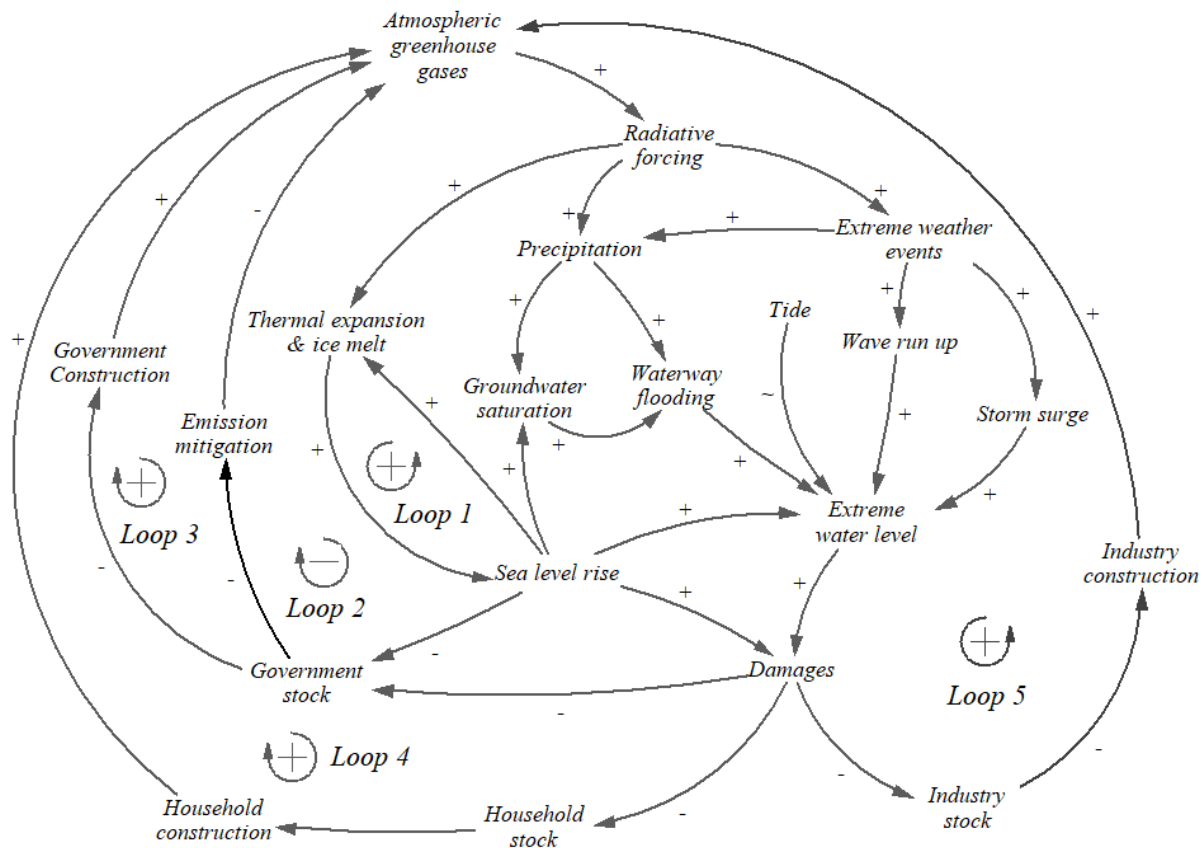 Atmospheric
greenhouse
gases
+
+
+
-
Radiative
forcing
+
+
+
+
Precipitation
Extreme weather
events
+
+
+
+
Tide
Thermal expansion
& ice melt
Wave run up
Government
Construction
Groundwater
saturation
Waterway
flooding
~
Storm surge
+
+
Emission
mitigation
+
+
+
+
+
+
+
Loop 1
+
Loop 3
-
Loop 2
-
-
Sea level rise
+
+
Extreme
water level
+
Industry
construction
Government
stock
-
-
Damages
+
Loop 5
+
Loop 4
-
-
-
Household
construction
Household
stock
Industry
stock